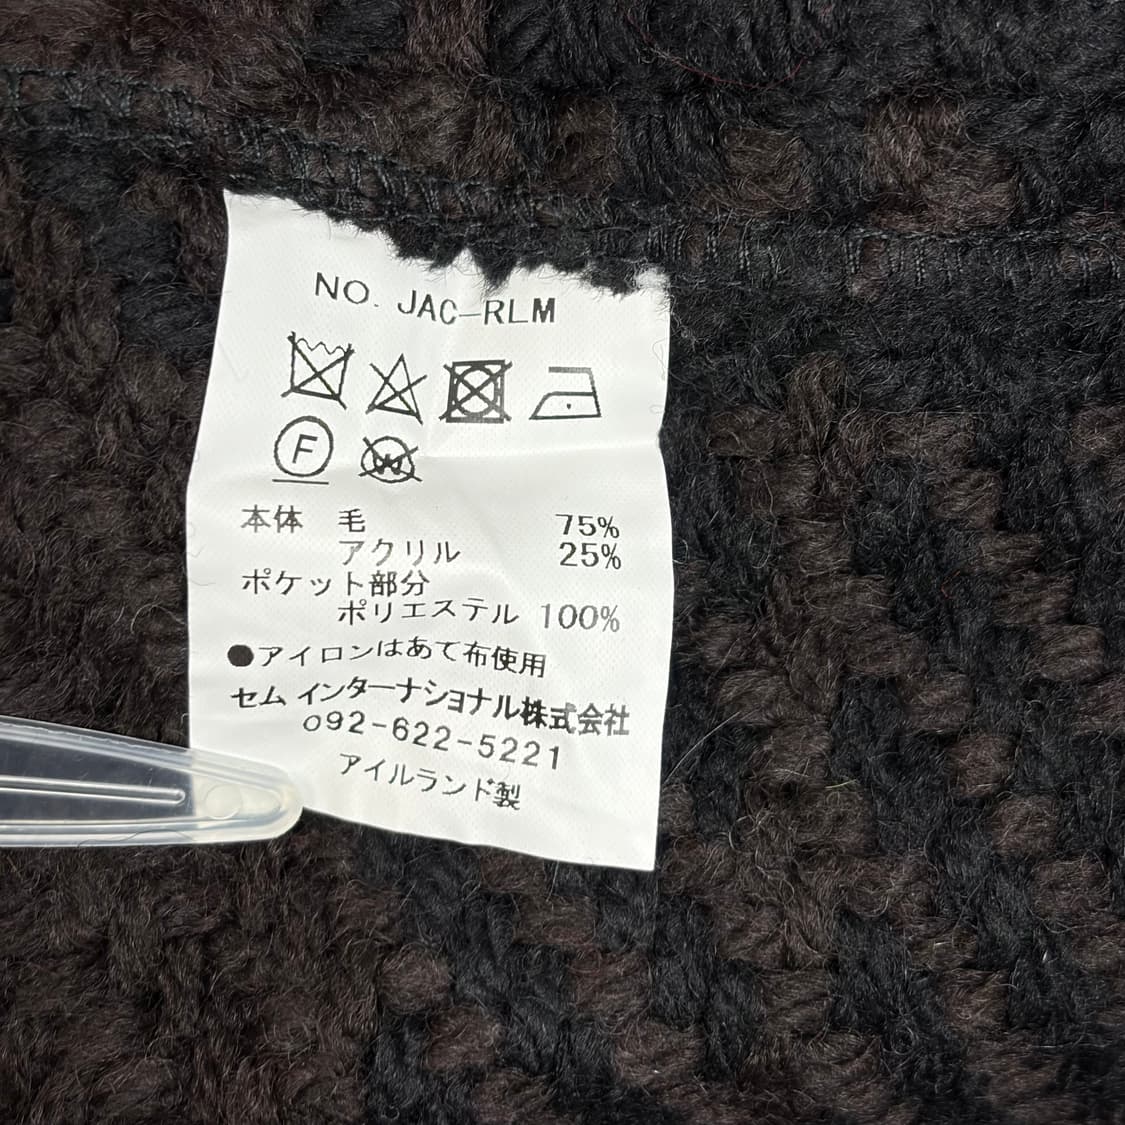 NO. JAC-RLM
F W
本体 毛 75%
アクリル 25%
ポケット部分
ポリエステル 100%
●アイロンはあて布使用
セム インターナショナル株式会社
092-622-5221
アイルランド製